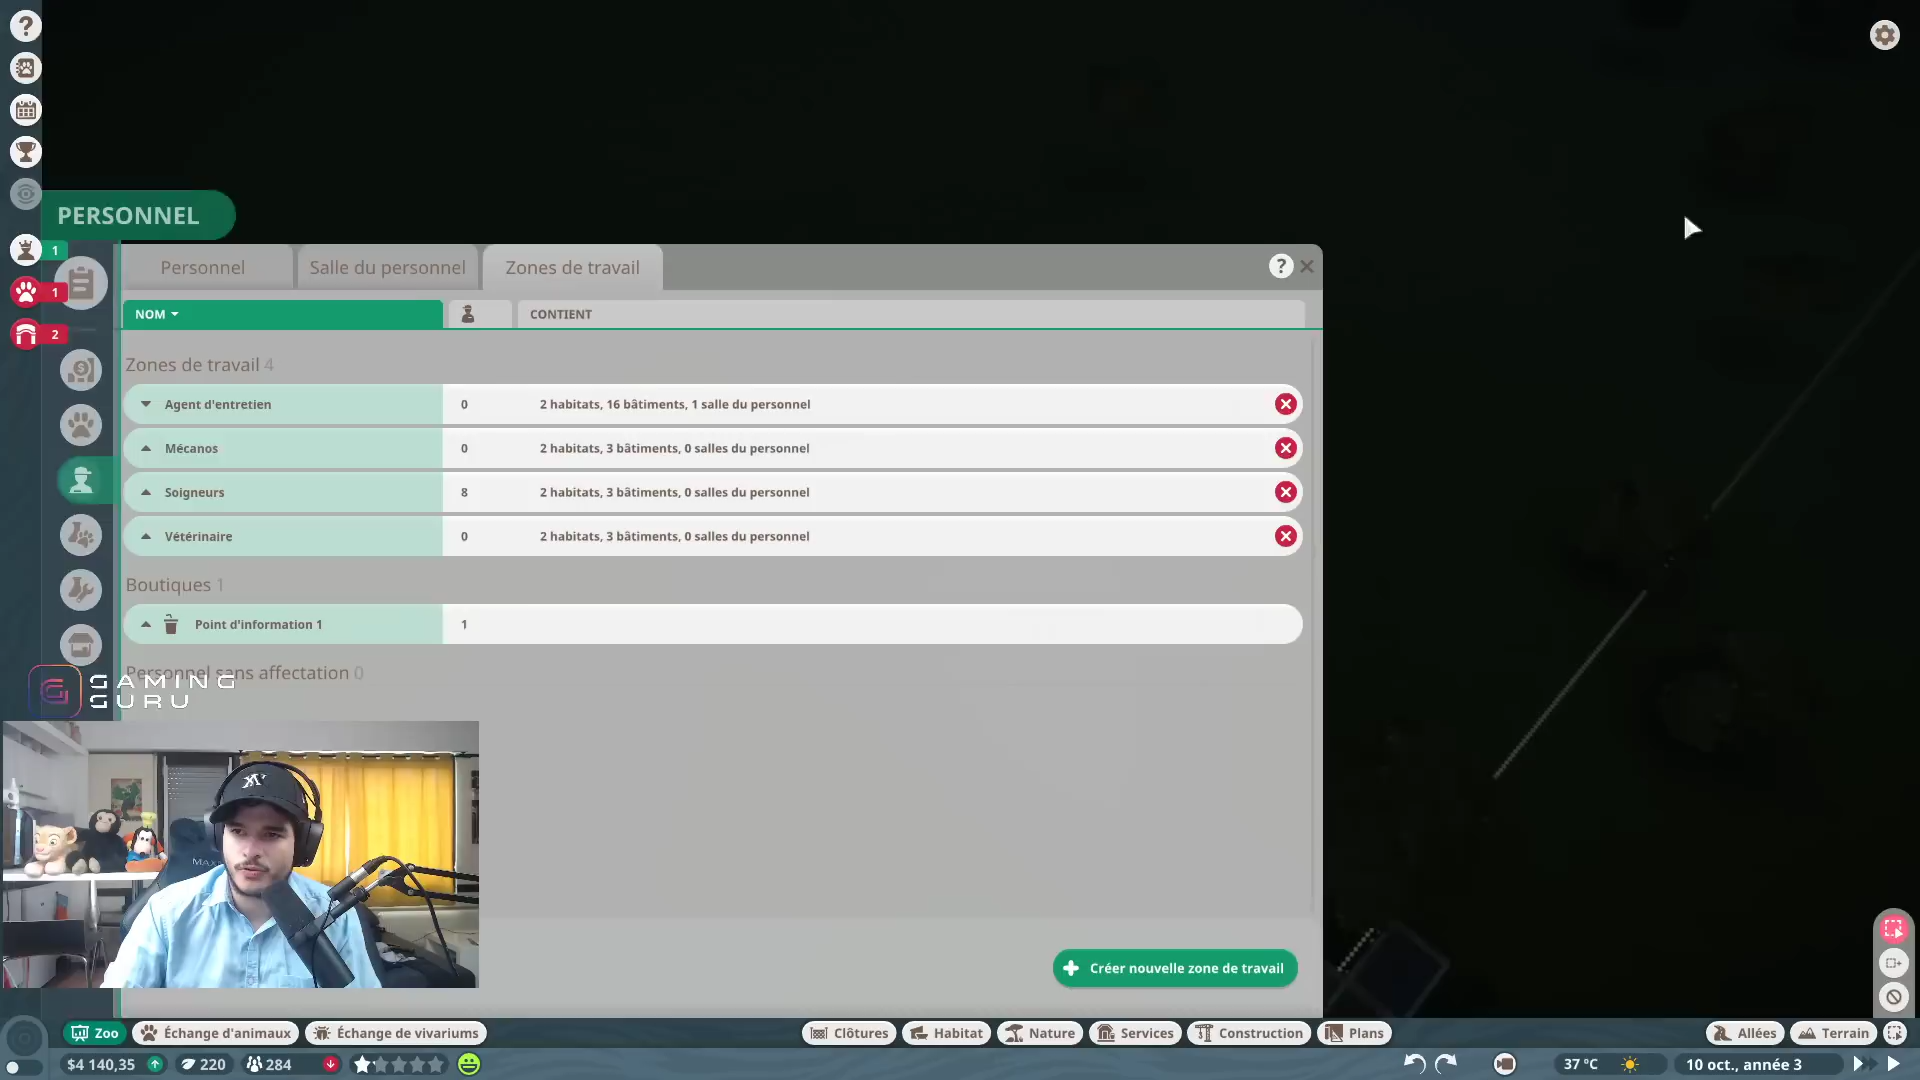 PERSONNEL
1
1
2
Personnel
Salle du personnel
Zones de travail
?
NOM
CONTIENT
Zones de travail 4
Agent d'entretien 0 2 habitats, 16 bâtiments, 1 salle du personnel
Mécanos 0 2 habitats, 3 bâtiments, 0 salles du personnel
Soigneurs 8 2 habitats, 3 bâtiments, 0 salles du personnel
Vétérinaire 0 2 habitats, 3 bâtiments, 0 salles du personnel
Boutiques 1
Point d'information 1 1
Personnel sans affectation 0
GAMING
GURU
Créer nouvelle zone de travail
Zoo
Échange d'animaux
Échange de vivariums
Clôtures
Habitat
Nature
Services
Construction
Plans
Allées
Terrain
$4 140,35
220
284
37 °C
10 oct., année 3